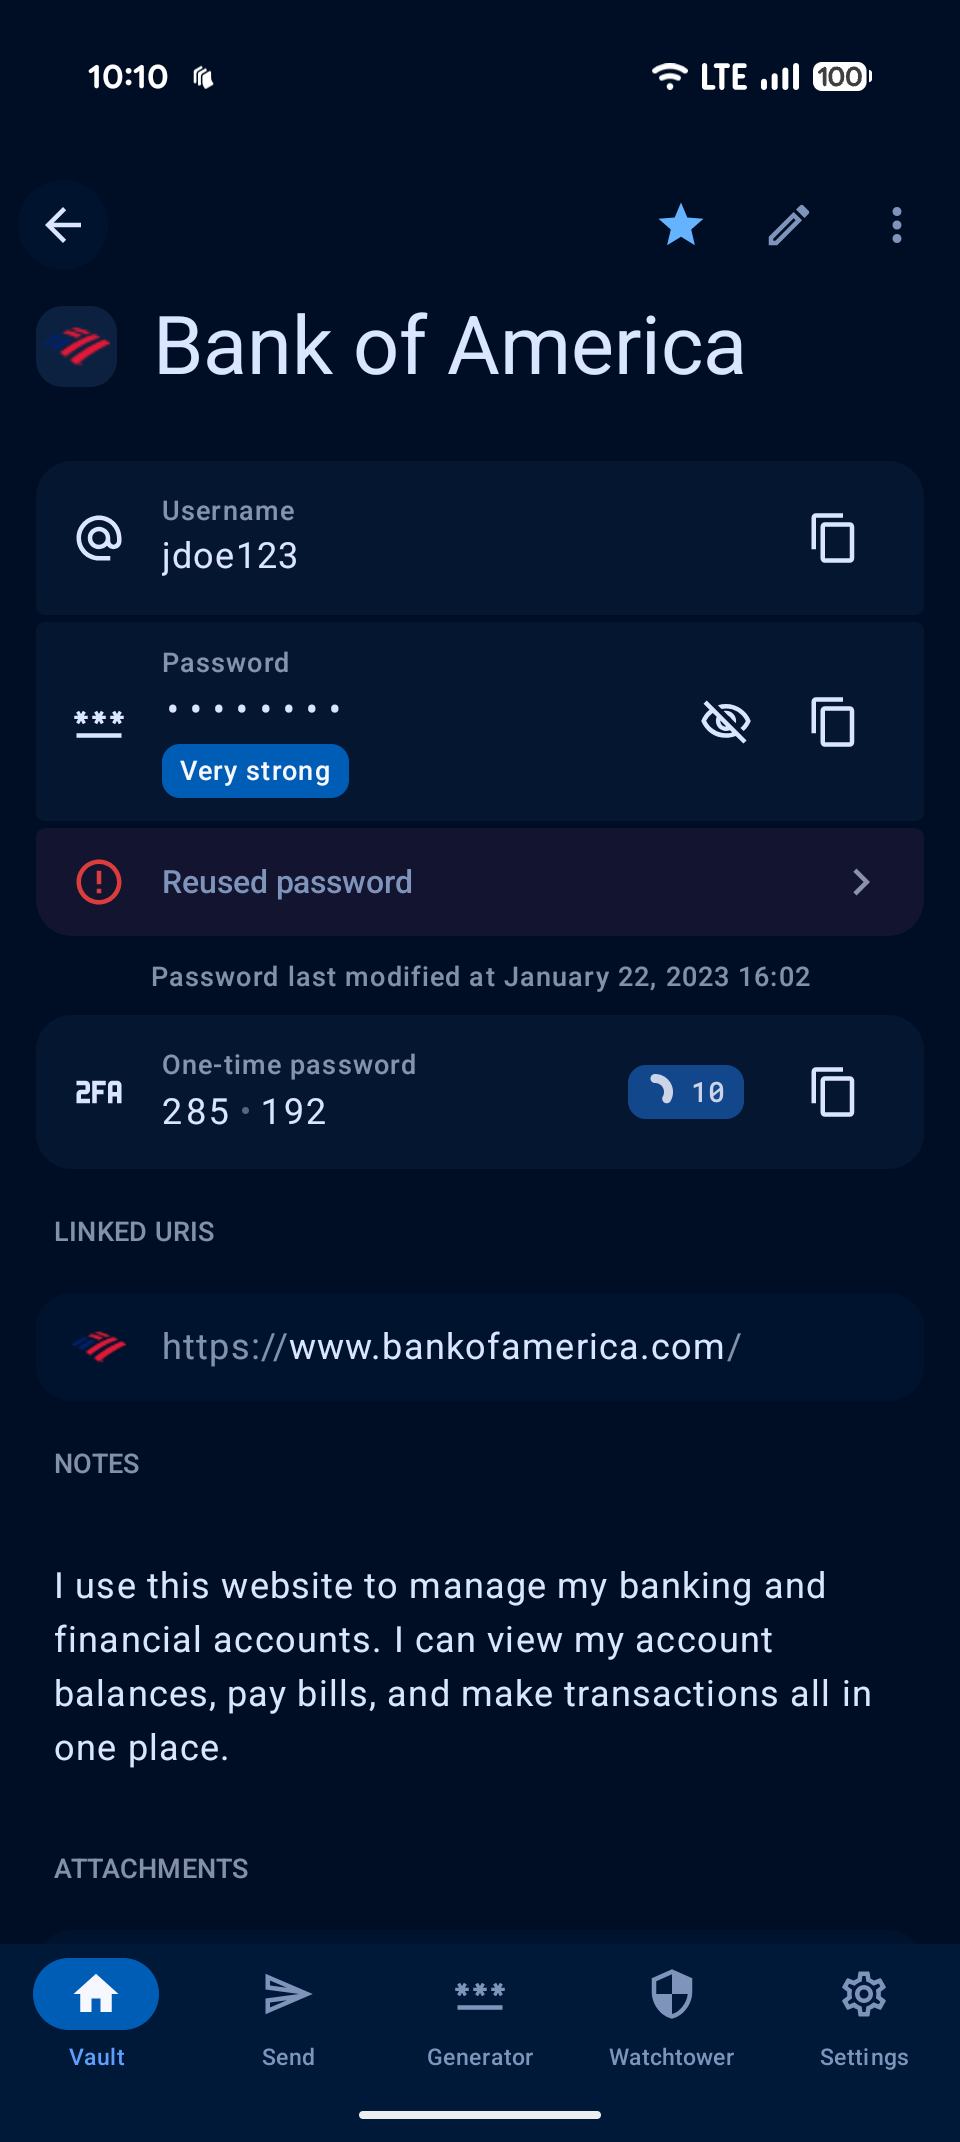 10:10 LTE 100
Bank of America
Username
jdoe123
Password
••••••••
***
Very strong
Reused password
Password last modified at January 22, 2023 16:02
One-time password
2FA
285 • 192
10
LINKED URIS
https://www.bankofamerica.com/
NOTES
I use this website to manage my banking and
financial accounts. I can view my account
balances, pay bills, and make transactions all in
one place.
ATTACHMENTS
Vault Send Generator Watchtower Settings